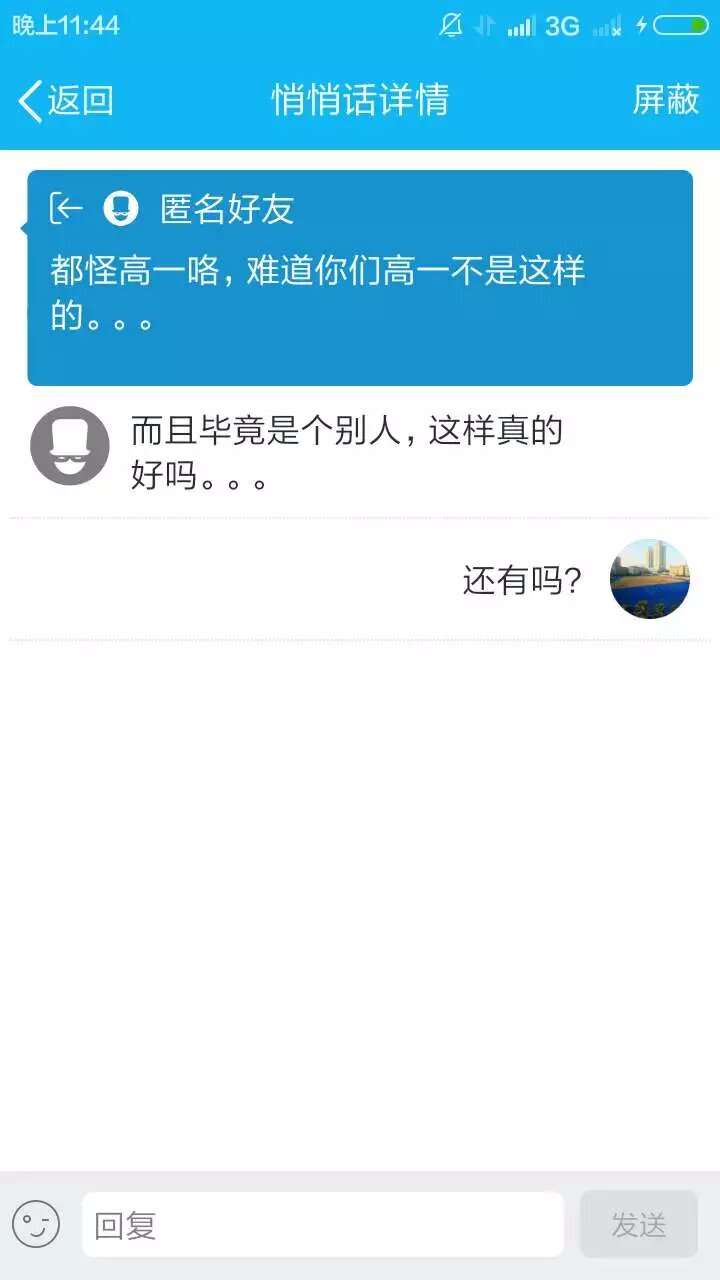 晚上11:44 3G
返回 悄悄话详情 屏蔽
匿名好友
都怪高一咯，难道你们高一不是这样
的。。。
而且毕竟是个别人，这样真的
好吗。。。
还有吗？
回复 发送